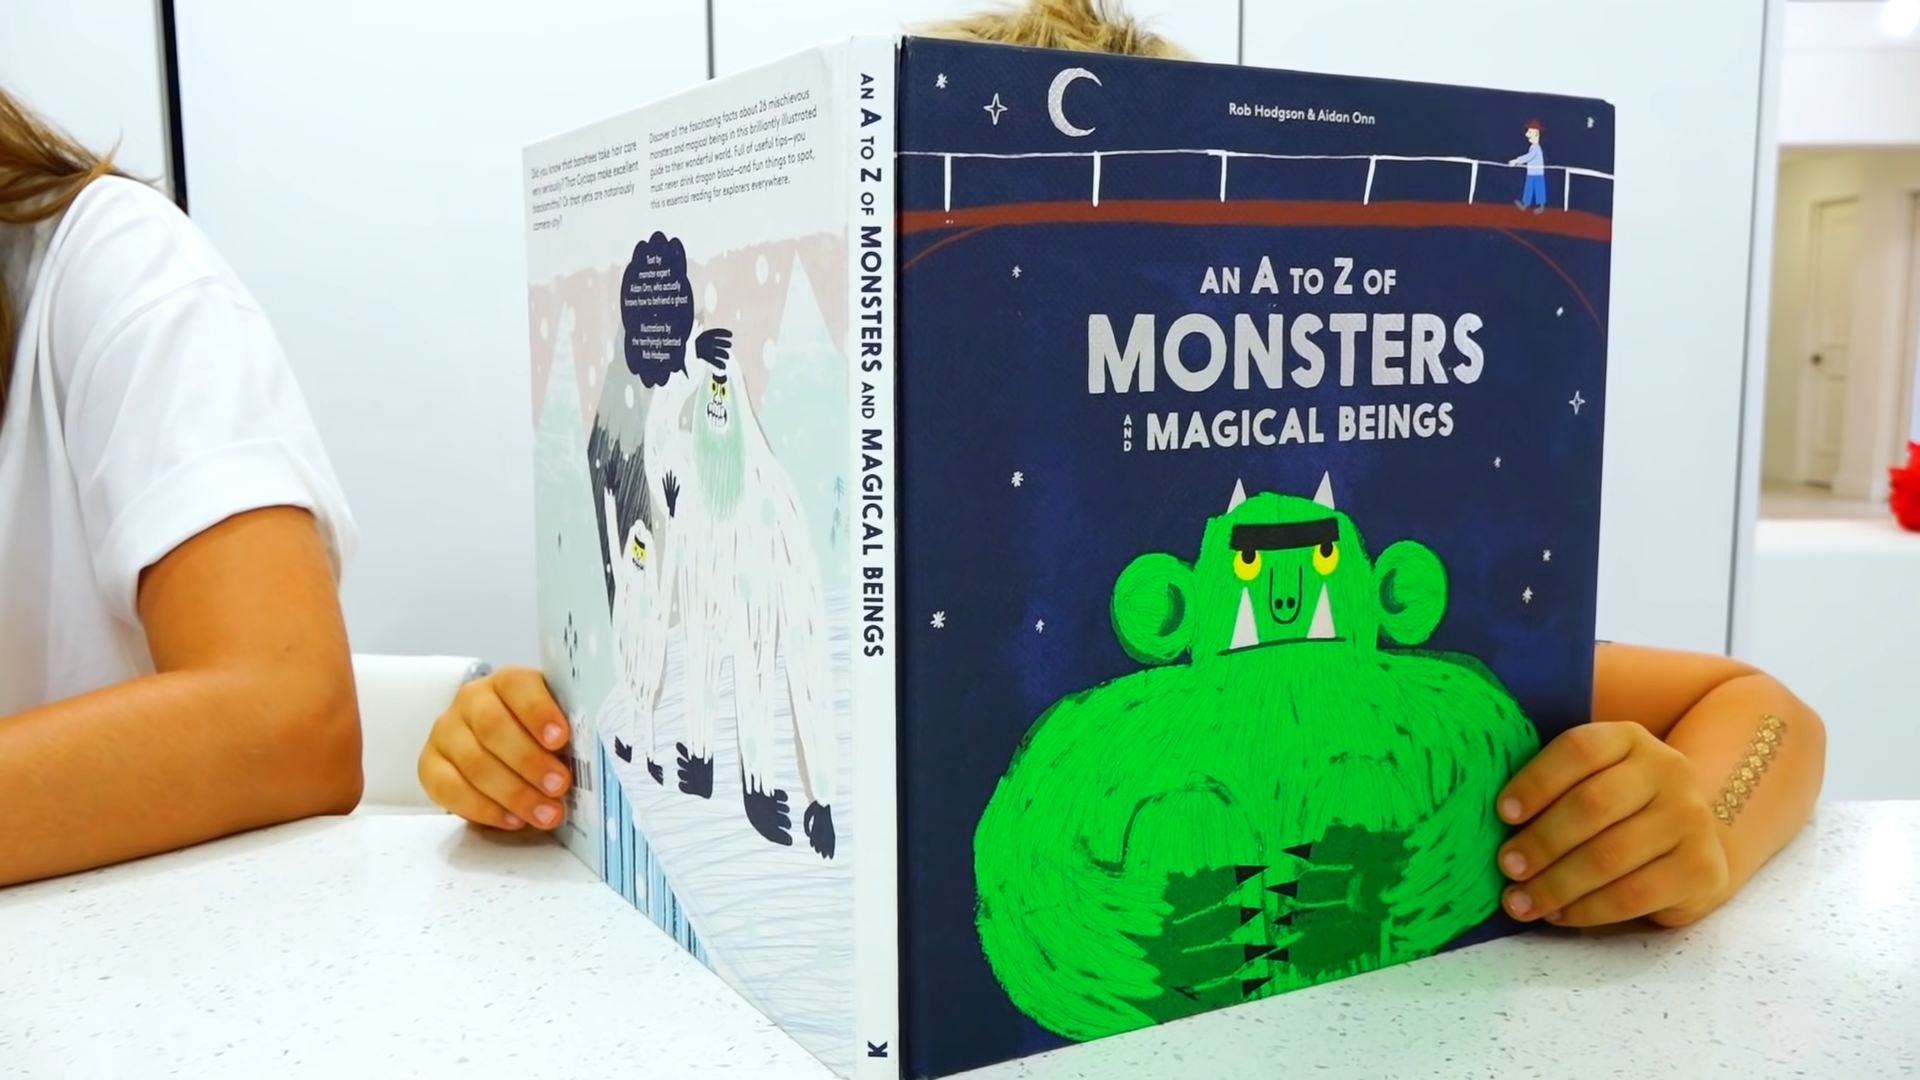 Did you know that banshees take hair care
very seriously? That Cyclops make excellent
blacksmiths? Or that yetis are notoriously
camera-shy?
Discover all the fascinating facts about 26 mischievous
monsters and magical beings in this brilliantly illustrated
guide to their wonderful world. Full of useful tips—you
must never drink dragon blood—and fun things to spot,
this is essential reading for explorers everywhere.
Text by
monster expert
Aidan Onn, who actually
knows how to befriend a ghost
–
Illustrations by
the terrifyingly talented
Rob Hodgson
AN A TO Z OF MONSTERS AND MAGICAL BEINGS
K
Rob Hodgson & Aidan Onn
AN A TO Z OF
MONSTERS
AND MAGICAL BEINGS